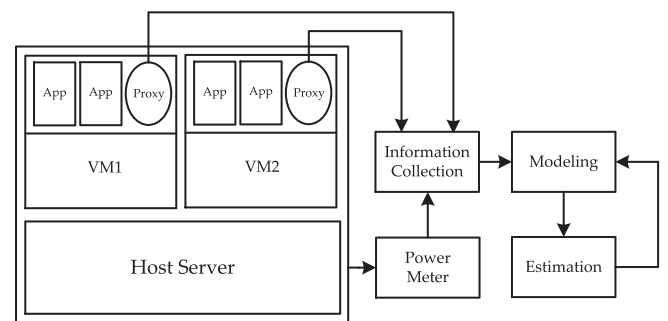 App
App
Proxy
App
App
Proxy
VM1
VM2
Information
Collection
Modeling
Host Server
Power
Meter
Estimation